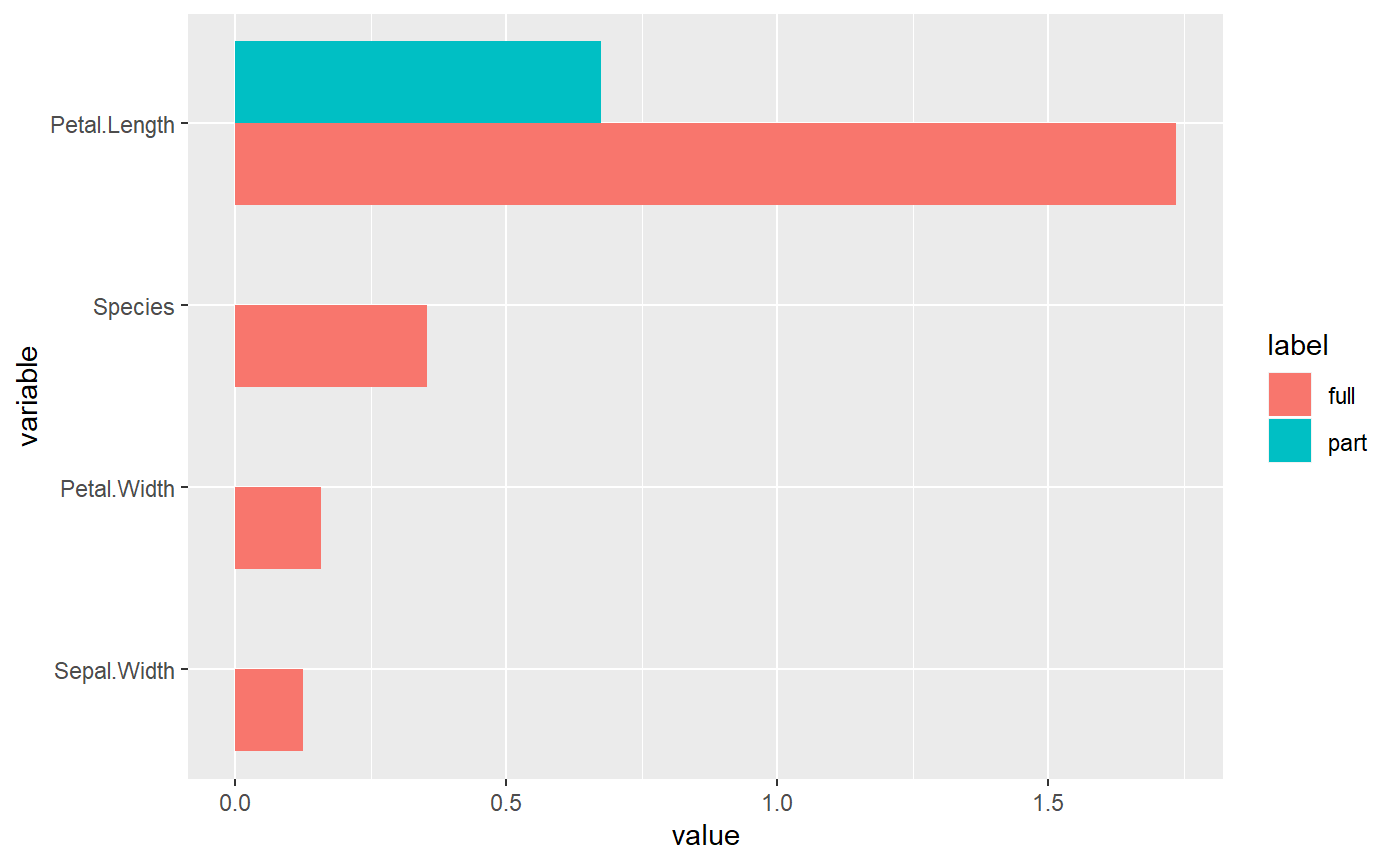 Petal.Length
Species
Petal.Width
Sepal.Width
variable
0.0
0.5
1.0
1.5
value
label
full
part